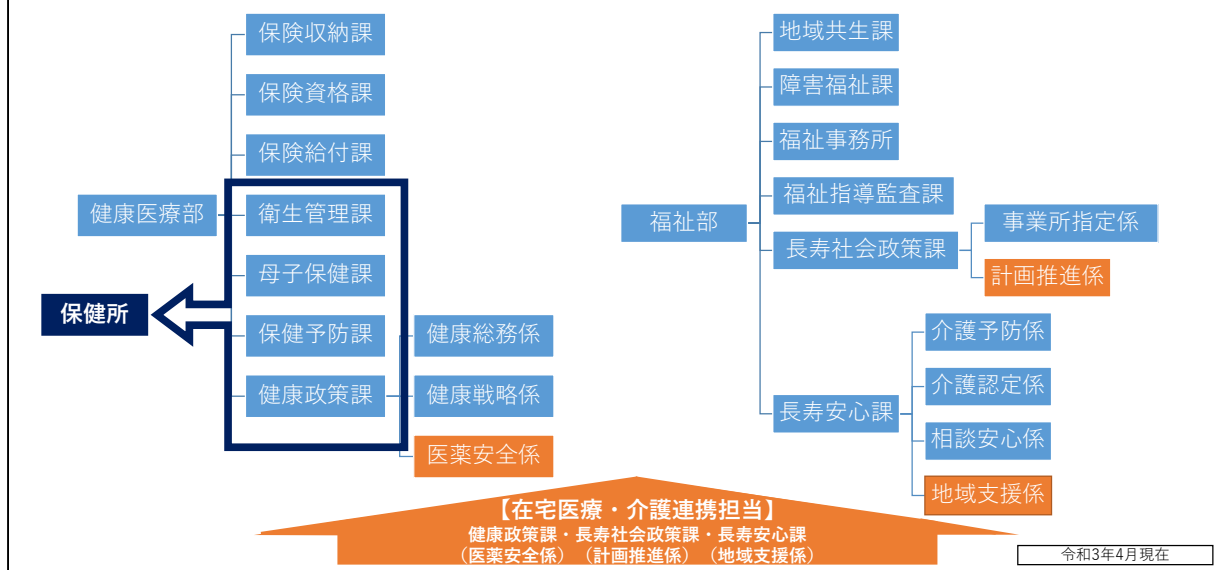 保険収納課
保険資格課
保険給付課
健康医療部
衛生管理課
母子保健課
保健所
保健予防課
健康政策課
健康総務係
健康戦略係
医薬安全係
地域共生課
障害福祉課
福祉事務所
福祉指導監査課
福祉部
長寿社会政策課
事業所指定係
計画推進係
長寿安心課
介護予防係
介護認定係
相談安心係
地域支援係
【在宅医療・介護連携担当】
健康政策課・長寿社会政策課・長寿安心課
（医薬安全係）（計画推進係）（地域支援係）
令和3年4月現在